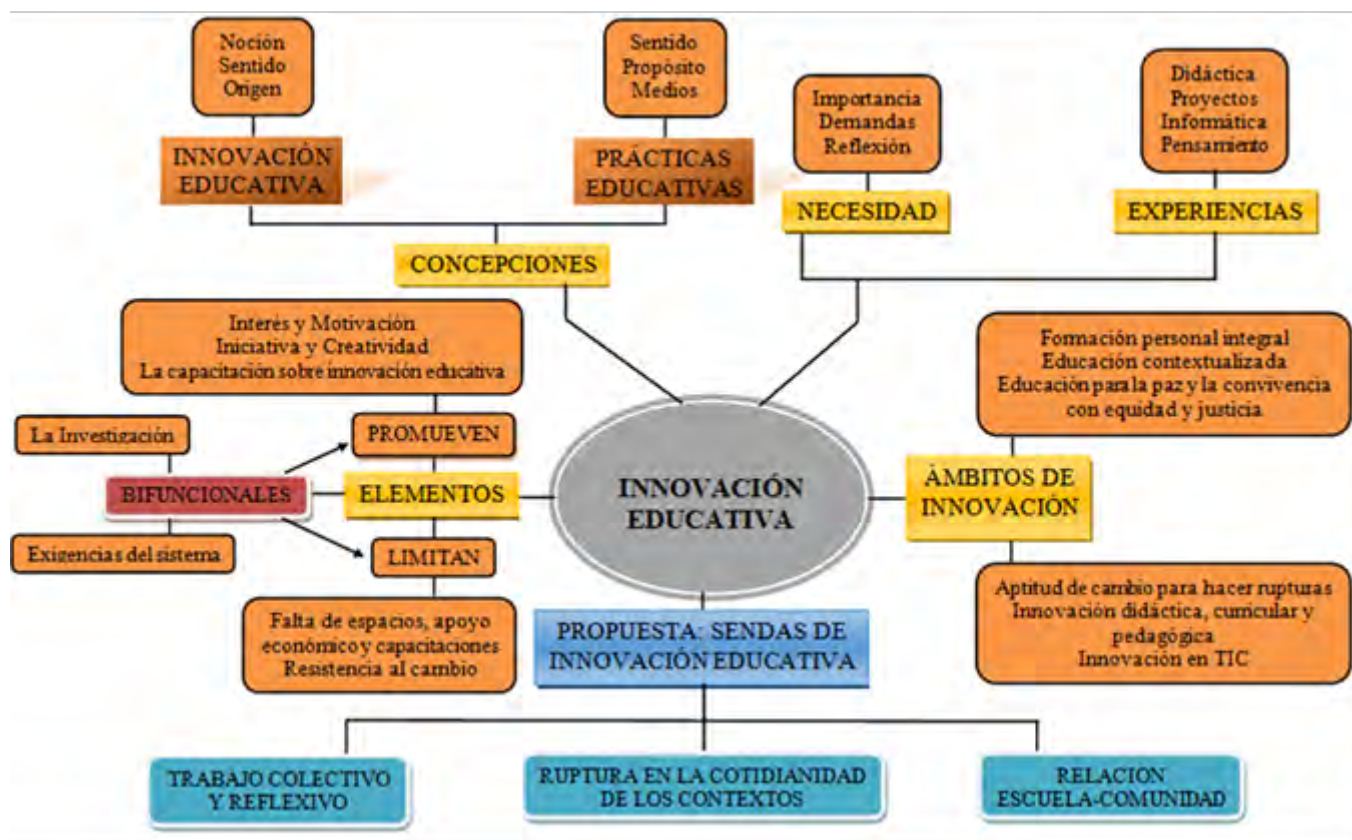 Noción
Sentido
Origen
INNOVACIÓN
EDUCATIVA
Sentido
Propósito
Medios
PRÁCTICAS
EDUCATIVAS
Importancia
Demandas
Reflexión
NECESIDAD
Didáctica
Proyectos
Informática
Pensamiento
EXPERIENCIAS
CONCEPCIONES
Interés y Motivación
Iniciativa y Creatividad
La capacitación sobre innovación educativa
La Investigación
PROMUEVEN
BIFUNCIONALES
ELEMENTOS
Exigencias del sistema
LIMITAN
Falta de espacios, apoyo
económico y capacitaciones
Resistencia al cambio
INNOVACIÓN
EDUCATIVA
Formación personal integral
Educación contextualizada
Educación para la paz y la convivencia
con equidad y justicia
ÁMBITOS DE
INNOVACIÓN
Aptitud de cambio para hacer rupturas
Innovación didáctica, curricular y
pedagógica
Innovación en TIC
PROPUESTA: SENDAS DE
INNOVACIÓN EDUCATIVA
TRABAJO COLECTIVO
Y REFLEXIVO
RUPTURA EN LA COTIDIANIDAD
DE LOS CONTEXTOS
RELACION
ESCUELA-COMUNIDAD